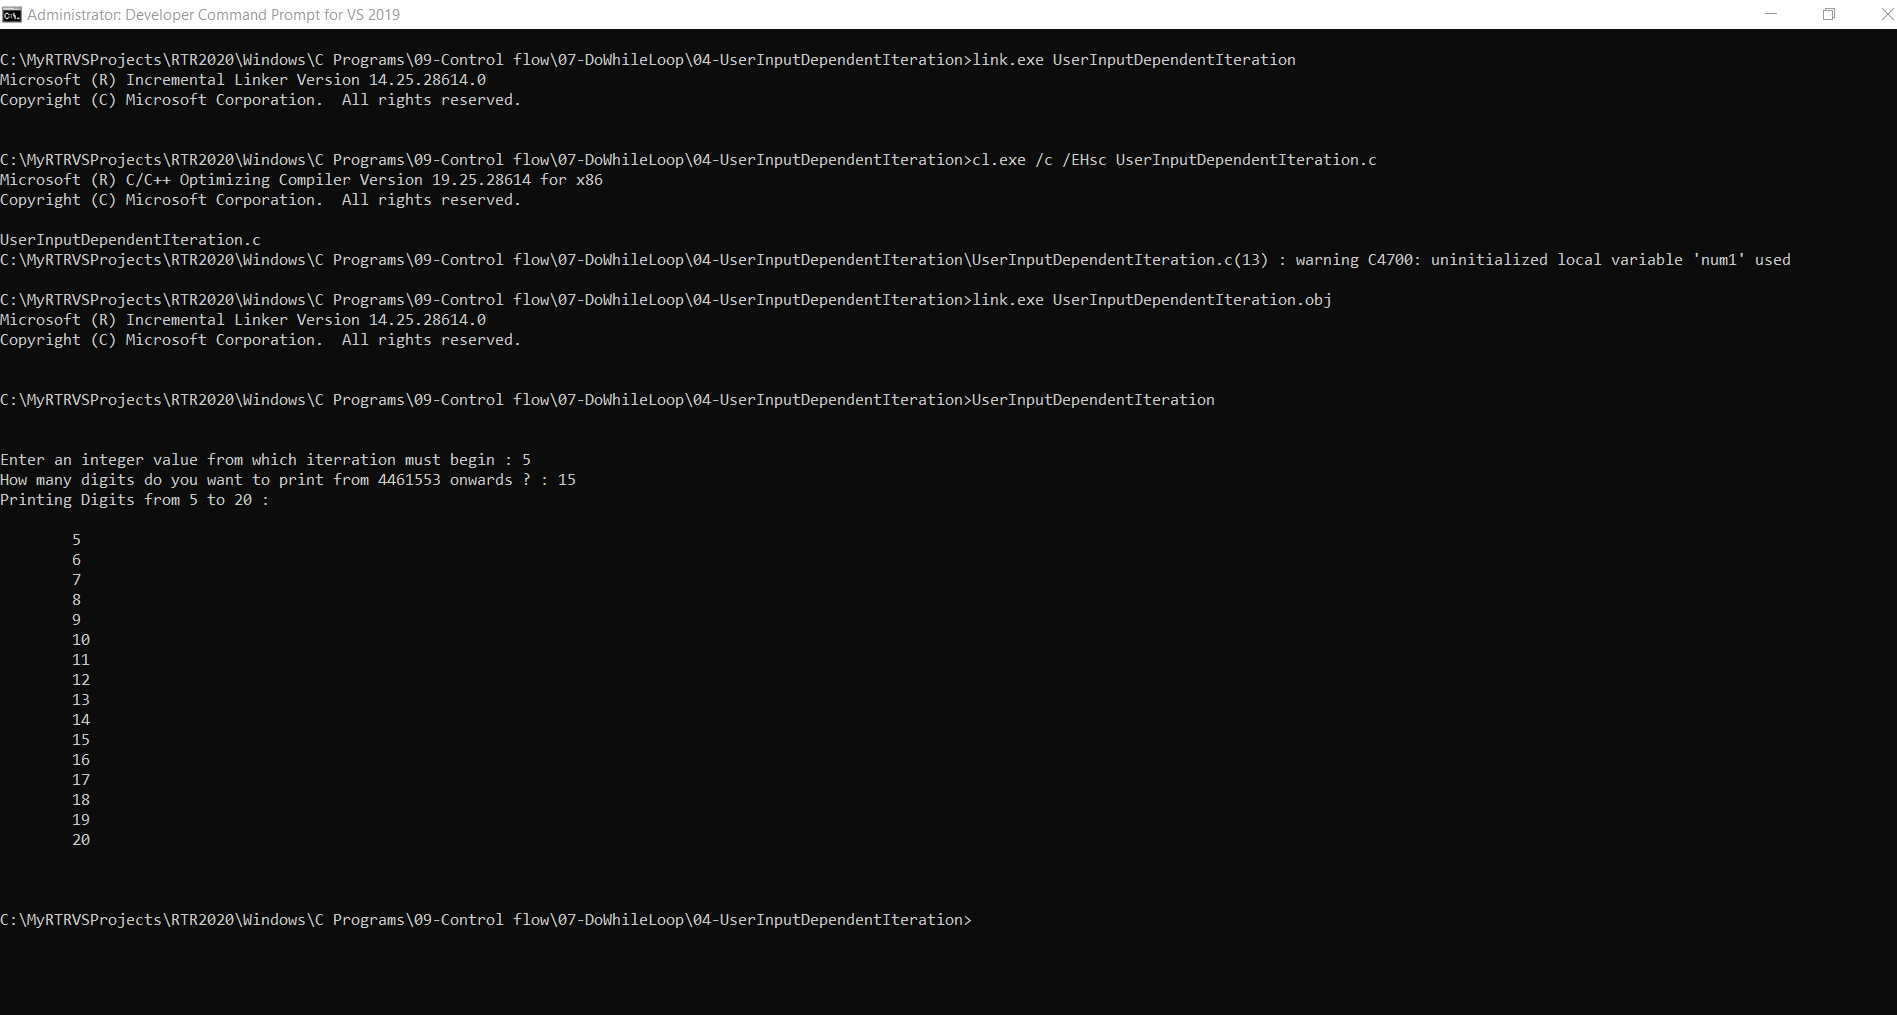 Administrator: Developer Command Prompt for VS 2019
C:\MyRTRVSProjects\RTR2020\Windows\C Programs\09-Control flow\07-DoWhileLoop\04-UserInputDependentIteration>link.exe UserInputDependentIteration
Microsoft (R) Incremental Linker Version 14.25.28614.0
Copyright (C) Microsoft Corporation.  All rights reserved.
C:\MyRTRVSProjects\RTR2020\Windows\C Programs\09-Control flow\07-DoWhileLoop\04-UserInputDependentIteration>cl.exe /c /EHsc UserInputDependentIteration.c
Microsoft (R) C/C++ Optimizing Compiler Version 19.25.28614 for x86
Copyright (C) Microsoft Corporation.  All rights reserved.
UserInputDependentIteration.c
C:\MyRTRVSProjects\RTR2020\Windows\C Programs\09-Control flow\07-DoWhileLoop\04-UserInputDependentIteration\UserInputDependentIteration.c(13) : warning C4700: uninitialized local variable 'num1' used
C:\MyRTRVSProjects\RTR2020\Windows\C Programs\09-Control flow\07-DoWhileLoop\04-UserInputDependentIteration>link.exe UserInputDependentIteration.obj
Microsoft (R) Incremental Linker Version 14.25.28614.0
Copyright (C) Microsoft Corporation.  All rights reserved.
C:\MyRTRVSProjects\RTR2020\Windows\C Programs\09-Control flow\07-DoWhileLoop\04-UserInputDependentIteration>UserInputDependentIteration
Enter an integer value from which iterration must begin : 5
How many digits do you want to print from 4461553 onwards ? : 15
Printing Digits from 5 to 20 :
5
6
7
8
9
10
11
12
13
14
15
16
17
18
19
20
C:\MyRTRVSProjects\RTR2020\Windows\C Programs\09-Control flow\07-DoWhileLoop\04-UserInputDependentIteration>